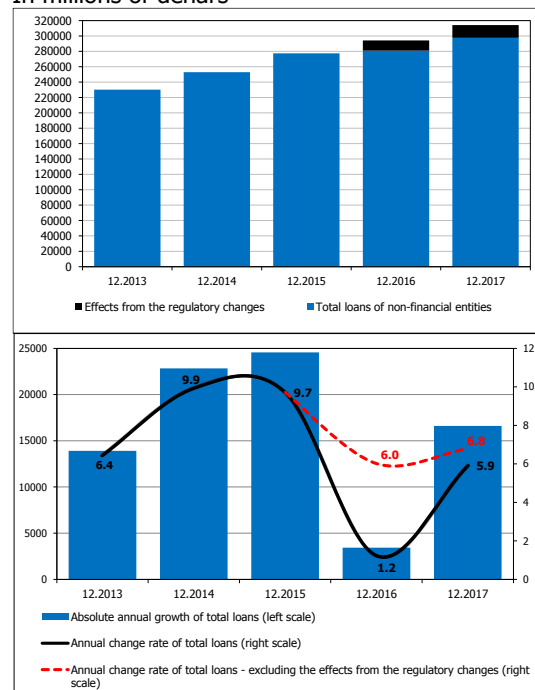 In millions of denars
320000
300000
280000
260000
240000
220000
200000
180000
160000
140000
120000
100000
80000
60000
40000
20000
0
12.2013 12.2014 12.2015 12.2016 12.2017
Effects from the regulatory changes Total loans of non-financial entities
25000 12
20000 10
15000 8
10000 6
5000 4
0 2
0
6.4 9.9 9.7 6.0 6.8
1.2 5.9
12.2013 12.2014 12.2015 12.2016 12.2017
Absolute annual growth of total loans (left scale)
Annual change rate of total loans (right scale)
Annual change rate of total loans - excluding the effects from the regulatory changes (right
scale)